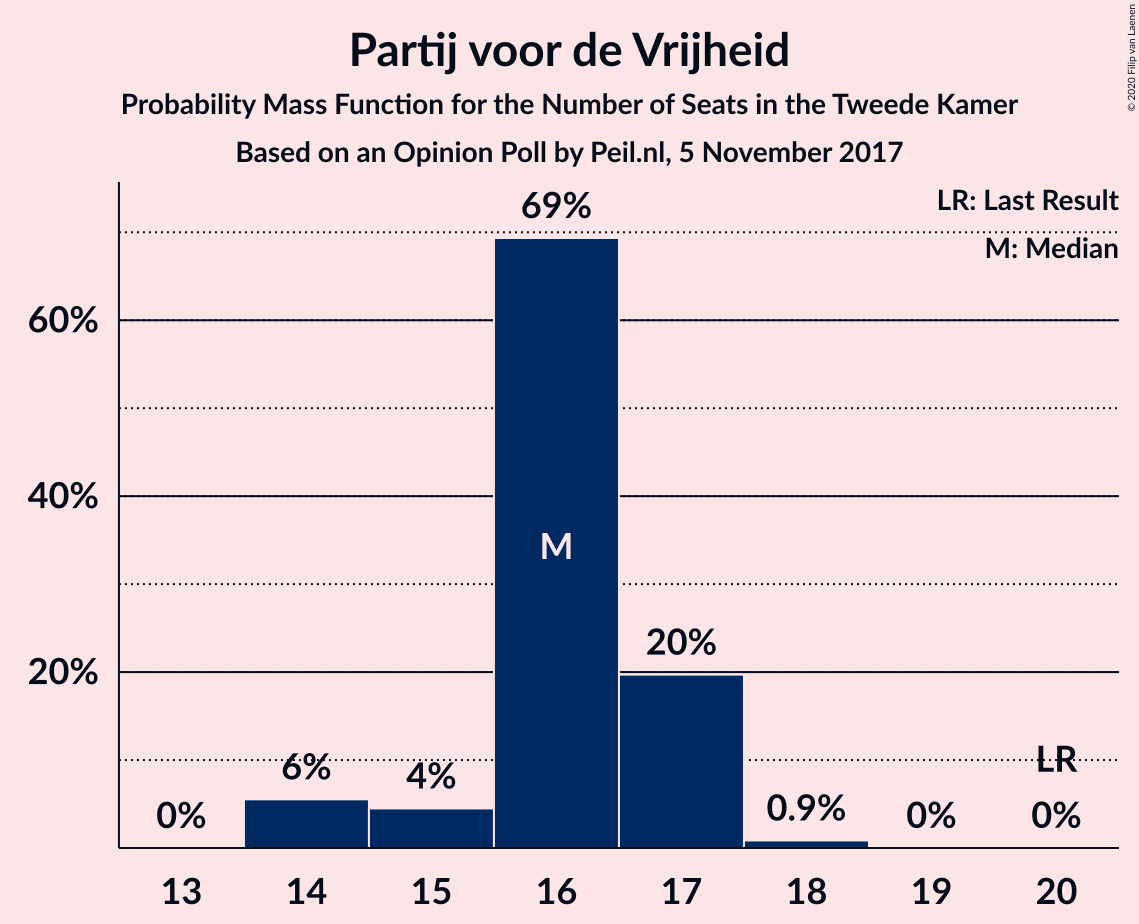 Partij voor de Vrijheid
Probability Mass Function for the Number of Seats in the Tweede Kamer
Based on an Opinion Poll by Peil.nl, 5 November 2017
© 2020 Filip van Laenen
LR: Last Result
M: Median
69%
60%
40%
M
20%
20%
6%
4%
LR
0%
0.9%
0%
0%
13 14 15 16 17 18 19 20